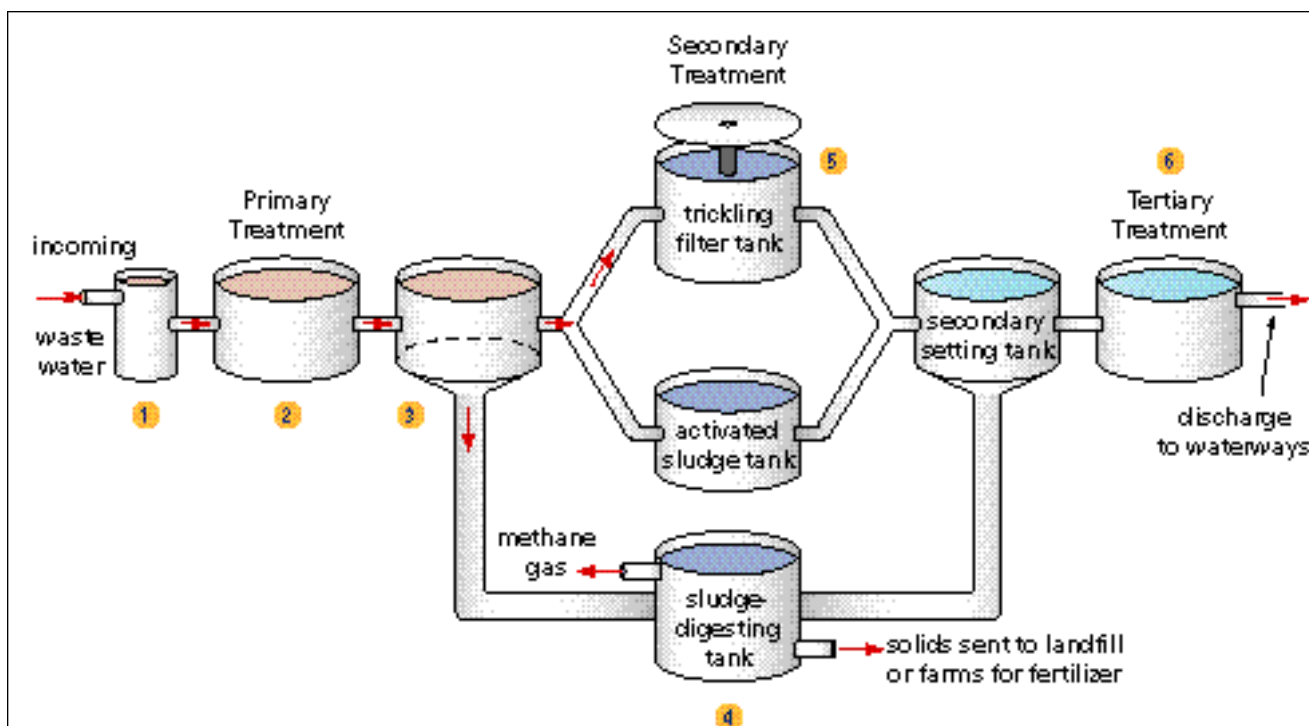 Secondary
Treatment
5
6
Primary
Treatment
Tertiary
Treatment
incoming
trickling
filter tank
waste
water
secondary
setting tank
1
2
3
activated
sludge tank
discharge
to waterways
methane
gas
sludge-
digesting
tank
solids sent to landfill
or farms for fertilizer
4